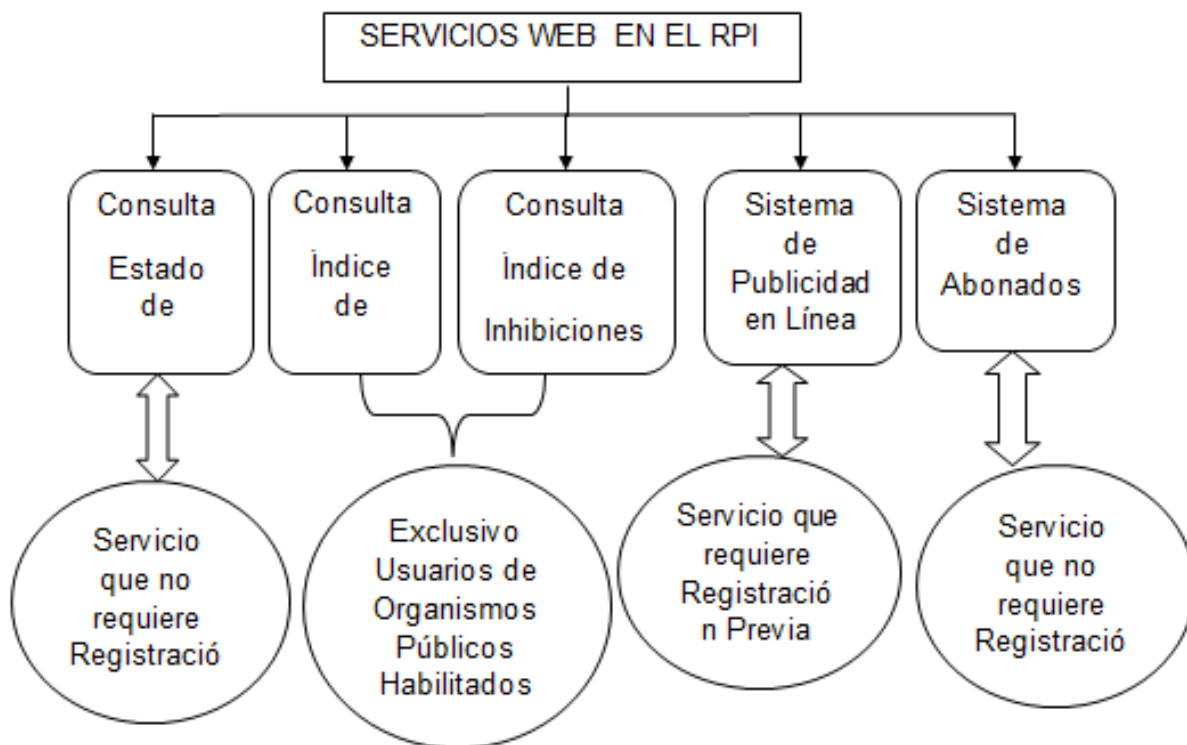 SERVICIOS WEB EN EL RPI
Consulta
Estado
de
Consulta
Índice
de
Consulta
Índice de
Inhibiciones
Sistema
de
Publicidad
en Línea
Sistema
de
Abonados
Servicio
que no
requiere
Registració
Exclusivo
Usuarios de
Organismos
Públicos
Habilitados
Servicio que
requiere
Registració
n Previa
Servicio
que no
requiere
Registració